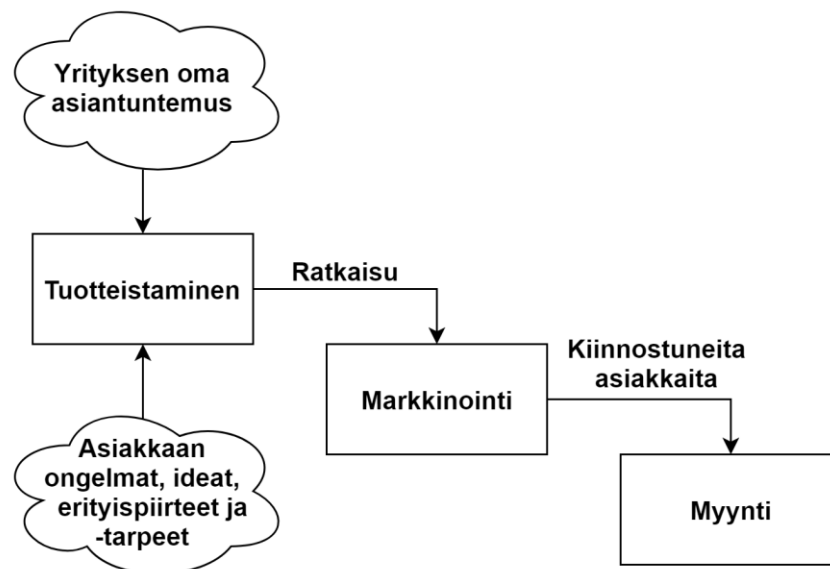 Yrityksen oma
asiantuntemus
Tuotteistaminen
Ratkaisu
Markkinointi
Kiinnostuneita
asiakkaita
Myynti
Asiakkaan
ongelmat, ideat,
erityispiirteet ja
-tarpeet